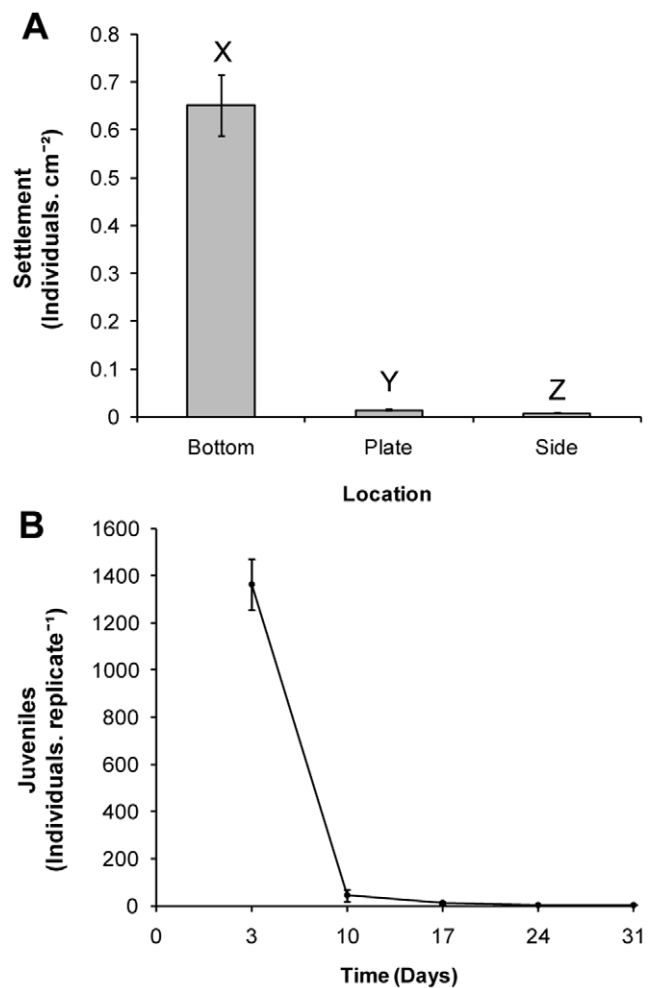 A
0.8
0.7
0.6
0.5
0.4
0.3
0.2
0.1
0
Settlement
(Individuals. cm⁻²)
X
Y
Z
Bottom Plate Side
Location
B
1600
1400
1200
1000
800
600
400
200
0
Juveniles
(Individuals. replicate⁻¹)
0 3 10 17 24 31
Time (Days)